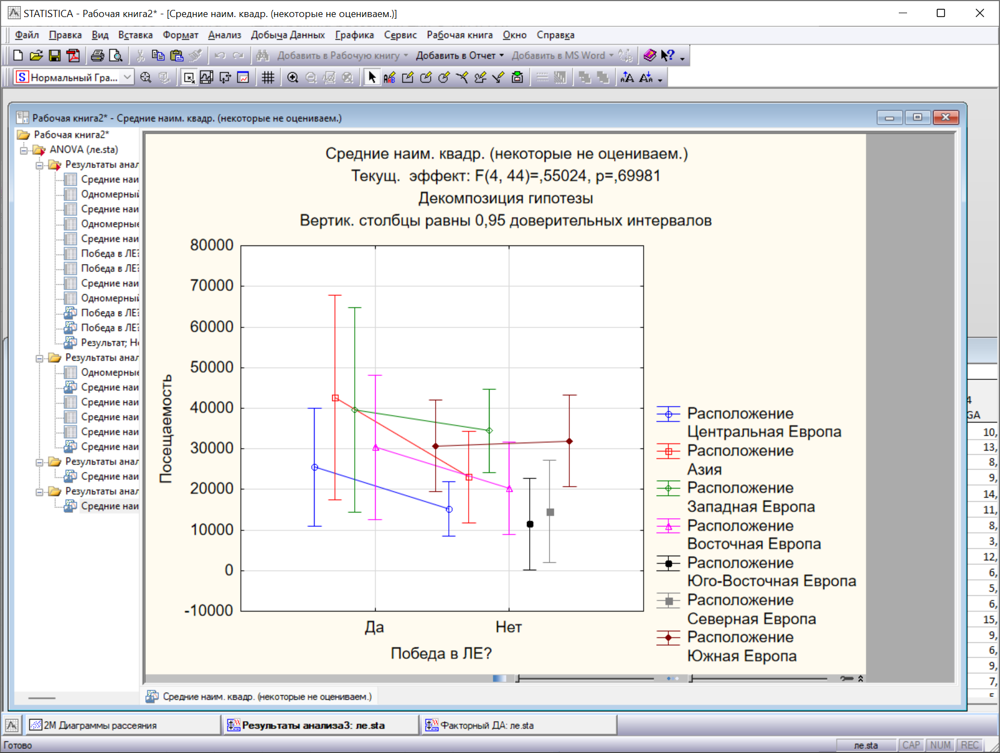 STATISTICA - Рабочая книга2* - [Средние наим. квадр. (некоторые не оцениваем.)]
Файл Правка Вид Вставка Формат Анализ Добыча Данных Графика Сервис Рабочая книга Окно Справка
Добавить в Рабочую книгу Добавить в Отчет Добавить в MS Word
Нормальный Гра...
Рабочая книга2* - Средние наим. квадр. (некоторые не оцениваем.)
Рабочая книга2*
ANOVA (ле.sta)
Результаты анал
Средние наи
Одномерный
Средние наи
Одномерные
Средние наи
Победа в ЛЕ?
Победа в ЛЕ?
Средние наи
Одномерный
Победа в ЛЕ?
Победа в ЛЕ?
Результат; Не
Результаты анал
Одномерные
Средние наи
Средние наи
Средние наи
Средние наи
Средние наи
Результаты анал
Средние наи
Результаты анал
Средние наи
Средние наим. квадр. (некоторые не оцениваем.)
Текущ. эффект: F(4, 44)=,55024, p=,69981
Декомпозиция гипотезы
Вертик. столбцы равны 0,95 доверительных интервалов
80000
70000
60000
50000
40000
30000
20000
10000
0
-10000
Посещаемость
Да Нет
Победа в ЛЕ?
Расположение
Центральная Европа
Расположение
Азия
Расположение
Западная Европа
Расположение
Восточная Европа
Расположение
Юго-Восточная Европа
Расположение
Северная Европа
Расположение
Южная Европа
4
GA
10,
13,
8,
9,
14,
11,
8,
3,
12,
6,
5,
6,
15,
9,
6,
9,
7,
Средние наим. квадр. (некоторые не оцениваем.)
2М Диаграммы рассеяния Результаты анализа3: ле.sta Факторный ДА: ле.sta
Готово ле.sta CAP NUM REC